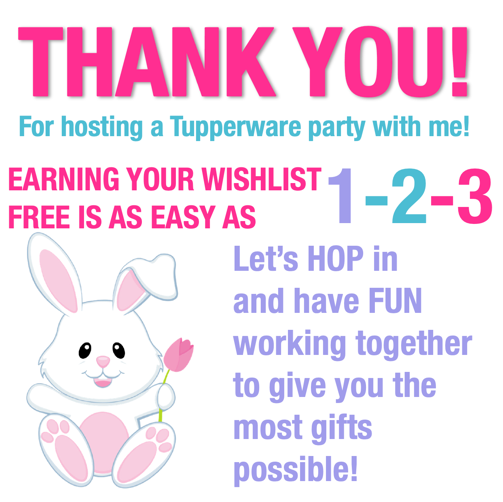 THANK YOU!
For hosting a Tupperware party with me!
EARNING YOUR WISHLIST
FREE IS AS EASY AS
1-2-3
Let's HOP in
and have FUN
working together
to give you the
most gifts
possible!